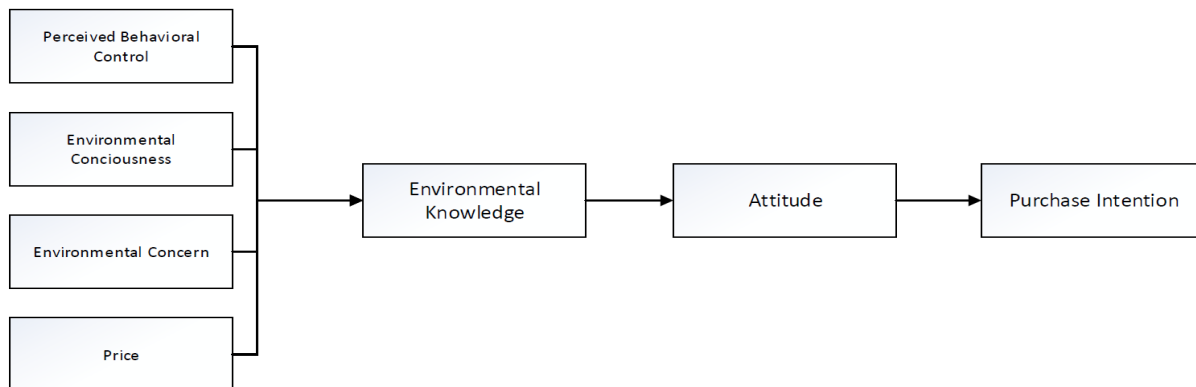 Perceived Behavioral
Control
Environmental
Conciousness
Environmental Concern
Price
Environmental
Knowledge
Attitude
Purchase Intention